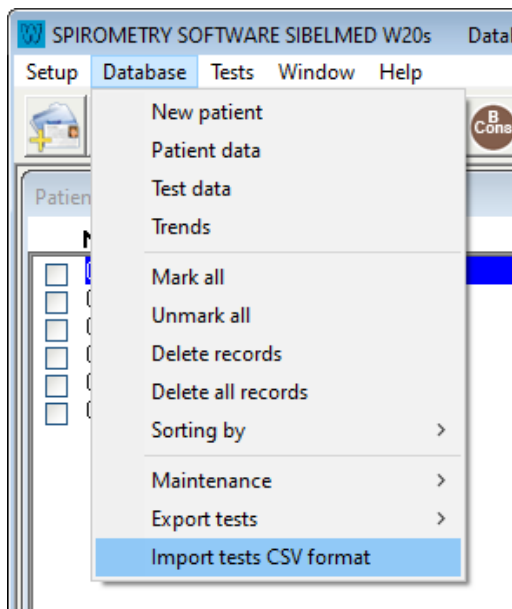 SPIROMETRY SOFTWARE SIBELMED W20s
Setup Database Tests Window Help
New patient
Patient data
Test data
Trends
Mark all
Unmark all
Delete records
Delete all records
Sorting by
Maintenance
Export tests
Import tests CSV format
B
Cons
Patien